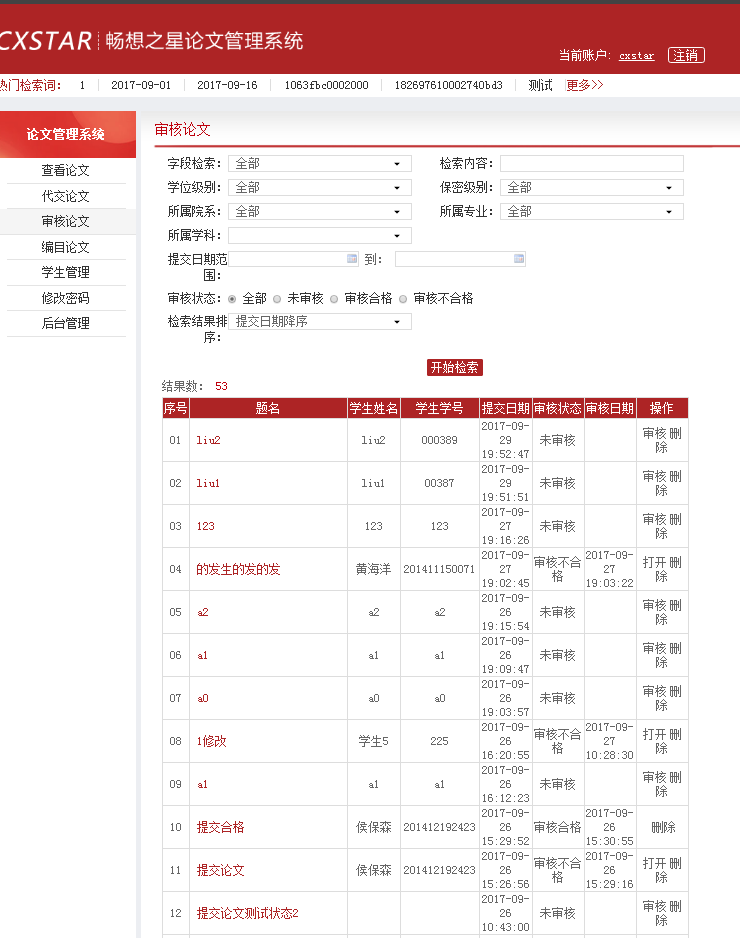 CXSTAR 畅想之星论文管理系统
当前账户: cxstar 注销
热门检索词: 1 2017-09-01 2017-09-16 1063fbc0002000 182697610002740bd3 测试 更多>>
论文管理系统
查看论文
代交论文
审核论文
编目论文
学生管理
修改密码
后台管理
审核论文
字段检索: 全部 检索内容:
学位级别: 全部 保密级别: 全部
所属院系: 全部 所属专业: 全部
所属学科:
提交日期范
围: 到:
审核状态: 全部 未审核 审核合格 审核不合格
检索结果排
序: 提交日期降序
开始检索
结果数: 53
序号 题名 学生姓名 学生学号 提交日期 审核状态 审核日期 操作
01 liu2 liu2 000389 2017-09-29 19:52:47 未审核 审核 删除
02 liu1 liu1 00387 2017-09-29 19:51:51 未审核 审核 删除
03 123 123 123 2017-09-27 19:16:26 未审核 审核 删除
04 的发生的发的发 黄海洋 201411150071 2017-09-27 19:02:45 审核不合格 2017-09-27 19:03:22 打开 删除
05 a2 a2 a2 2017-09-26 19:15:54 未审核 审核 删除
06 a1 a1 a1 2017-09-26 19:09:47 未审核 审核 删除
07 a0 a0 a0 2017-09-26 19:03:57 未审核 审核 删除
08 1修改 学生5 225 2017-09-26 16:20:55 审核不合格 2017-09-27 10:28:30 打开 删除
09 a1 a1 a1 2017-09-26 16:12:23 未审核 审核 删除
10 提交合格 侯保森 201412192423 2017-09-26 15:29:52 审核合格 2017-09-26 15:30:55 删除
11 提交论文 侯保森 201412192423 2017-09-26 15:26:56 审核不合格 2017-09-26 15:29:16 打开 删除
12 提交论文测试状态2 2017-09-26 10:43:00 未审核 审核 删除